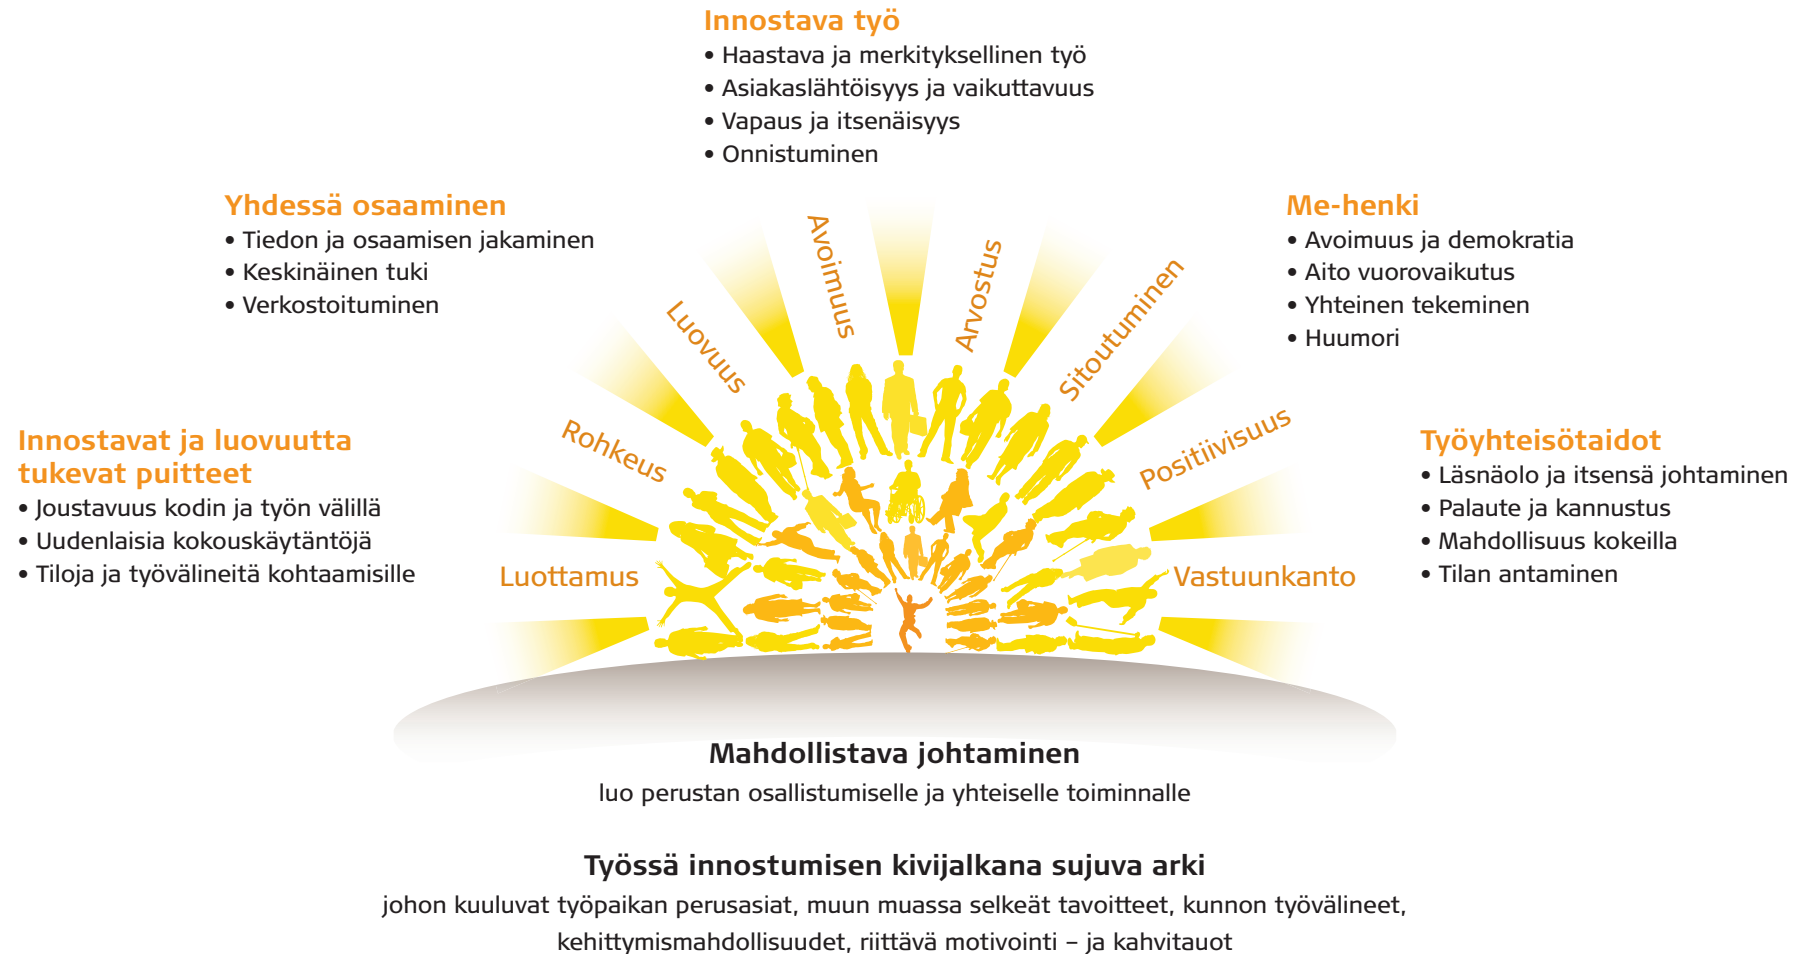 Innostava työ
• Haastava ja merkityksellinen työ
• Asiakaslähtöisyys ja vaikuttavuus
• Vapaus ja itsenäisyys
• Onnistuminen
Yhdessä osaaminen
• Tiedon ja osaamisen jakaminen
• Keskinäinen tuki
• Verkostoituminen
Me-henki
• Avoimuus ja demokratia
• Aito vuorovaikutus
• Yhteinen tekeminen
• Huumori
Innostavat ja luovuutta
tukevat puitteet
• Joustavuus kodin ja työn välillä
• Uudenlaisia kokouskäytäntöjä
• Tiloja ja työvälineitä kohtaamisille
Työyhteisötaidot
• Läsnäolo ja itsensä johtaminen
• Palaute ja kannustus
• Mahdollisuus kokeilla
• Tilan antaminen
Luottamus
Rohkeus
Luovuus
Avoimuus
Arvostus
Sitoutuminen
Positiivisuus
Vastuunkanto
Mahdollistava johtaminen
luo perustan osallistumiselle ja yhteiselle toiminnalle
Työssä innostumisen kivijalkana sujuva arki
johon kuuluvat työpaikan perusasiat, muun muassa selkeät tavoitteet, kunnon työvälineet,
kehittymismahdollisuudet, riittävä motivointi – ja kahvitauot